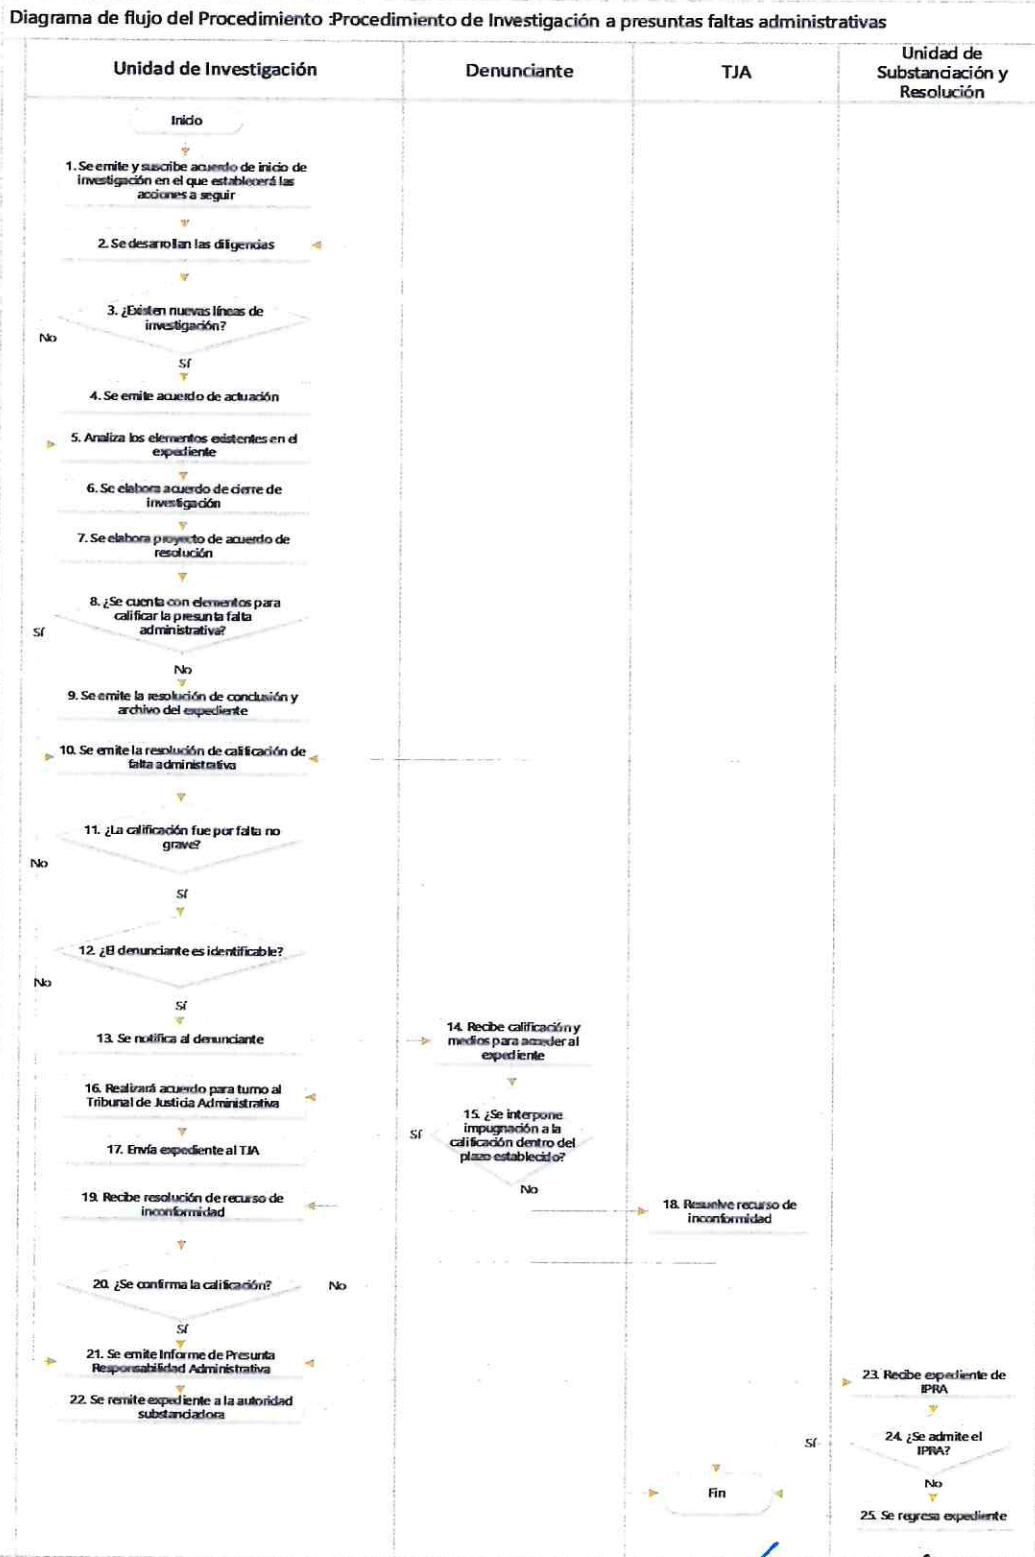 Diagrama de flujo del Procedimiento :Procedimiento de Investigación a presuntas faltas administrativas
Unidad de Investigación
Denunciante
TJA
Unidad de
Substanciación y
Resolución
Inicio
1. Se emite y suscribe acuerdo de inicio de
investigación en el que establecerá las
acciones a seguir
2. Se desarrollan las diligencias
3. ¿Existen nuevas líneas de
investigación?
No
Sí
4. Se emite acuerdo de actuación
5. Analiza los elementos existentes en el
expediente
6. Se elabora acuerdo de cierre de
investigación
7. Se elabora proyecto de acuerdo de
resolución
8. ¿Se cuenta con elementos para
calificar la presunta falta
administrativa?
Sí
No
9. Se emite la resolución de conclusión y
archivo del expediente
10. Se emite la resolución de calificación de
falta administrativa
11. ¿La calificación fue por falta no
grave?
No
Sí
12. ¿El denunciante es identificable?
No
Sí
13. Se notifica al denunciante
14. Recibe calificación y
medios para acceder al
expediente
16. Realizará acuerdo para turno al
Tribunal de Justicia Administrativa
15. ¿Se interpone
impugnación a la
calificación dentro del
plazo establecido?
Sí
No
17. Envía expediente al TJA
19. Recibe resolución de recurso de
inconformidad
18. Resuelve recurso de
inconformidad
20. ¿Se confirma la calificación?
No
Sí
21. Se emite Informe de Presunta
Responsabilidad Administrativa
22. Se remite expediente a la autoridad
substanciadora
23. Recibe expediente de
IPRA
24. ¿Se admite el
IPRA?
Sí
No
Fin
25. Se regresa expediente